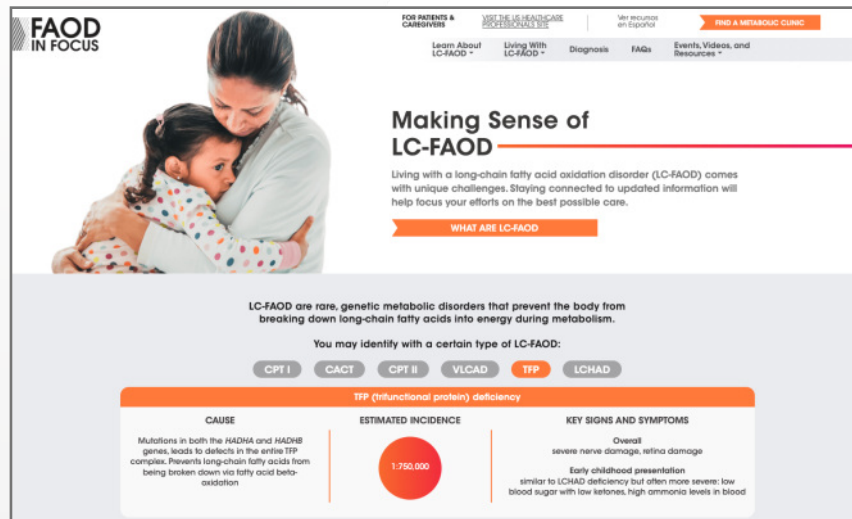 FAOD
IN FOCUS
FOR PATIENTS &
CAREGIVERS
VISIT THE US HEALTHCARE
PROFESSIONALS SITE
Ver recursos
en Español
FIND A METABOLIC CLINIC
Learn About
LC-FAOD
Living With
LC-FAOD
Diagnosis
FAQs
Events, Videos, and
Resources
Making Sense of
LC-FAOD
Living with a long-chain fatty acid oxidation disorder (LC-FAOD) comes
with unique challenges. Staying connected to updated information will
help focus your efforts on the best possible care.
WHAT ARE LC-FAOD
LC-FAOD are rare, genetic metabolic disorders that prevent the body from
breaking down long-chain fatty acids into energy during metabolism.
You may identify with a certain type of LC-FAOD:
CPT I
CACT
CPT II
VLCAD
TFP
LCHAD
TFP (trifunctional protein) deficiency
CAUSE
Mutations in both the HADHA and HADHB
genes, leads to defects in the entire TFP
complex. Prevents long-chain fatty acids from
being broken down via fatty acid beta-
oxidation
ESTIMATED INCIDENCE
1:750,000
KEY SIGNS AND SYMPTOMS
Overall
severe nerve damage, retina damage
Early childhood presentation
similar to LCHAD deficiency but often more severe: low
blood sugar with low ketones, high ammonia levels in blood